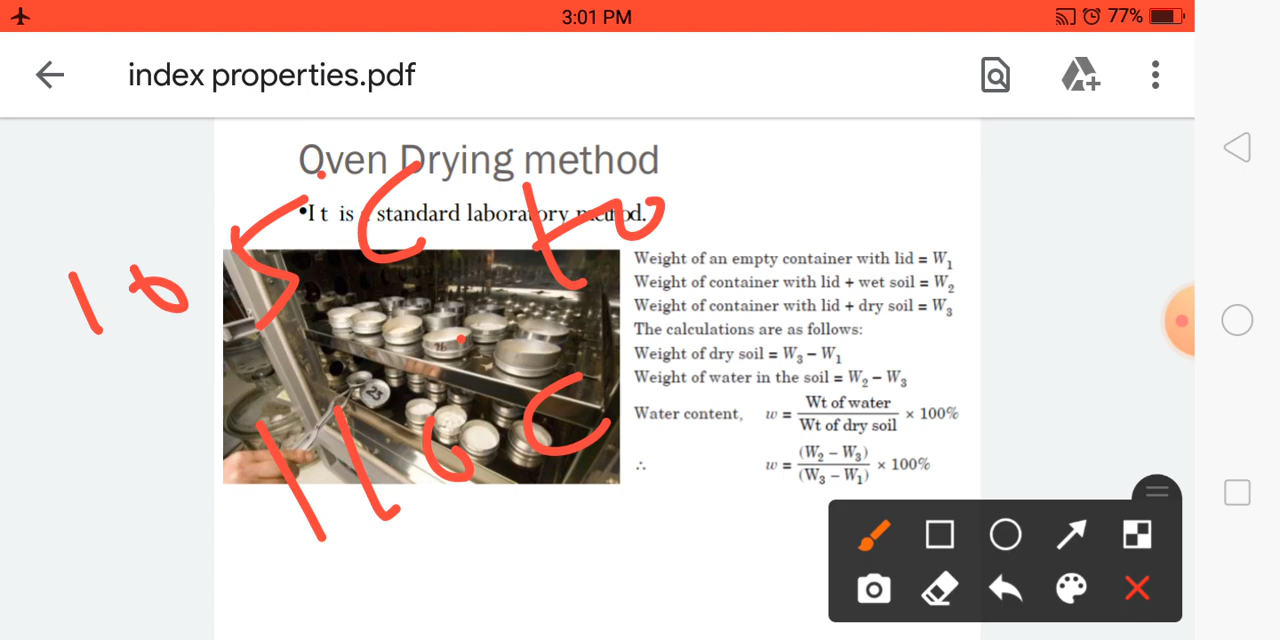 3:01 PM
77%
index properties.pdf
Oven Drying method
•It is a standard laboratory method.
105 C to
110 C
Weight of an empty container with lid = W₁
Weight of container with lid + wet soil = W₂
Weight of container with lid + dry soil = W₃
The calculations are as follows:
Weight of dry soil = W₃ − W₁
Weight of water in the soil = W₂ − W₃
Water content, w = Wt of water / Wt of dry soil × 100%
∴ w = (W₂ − W₃) / (W₃ − W₁) × 100%